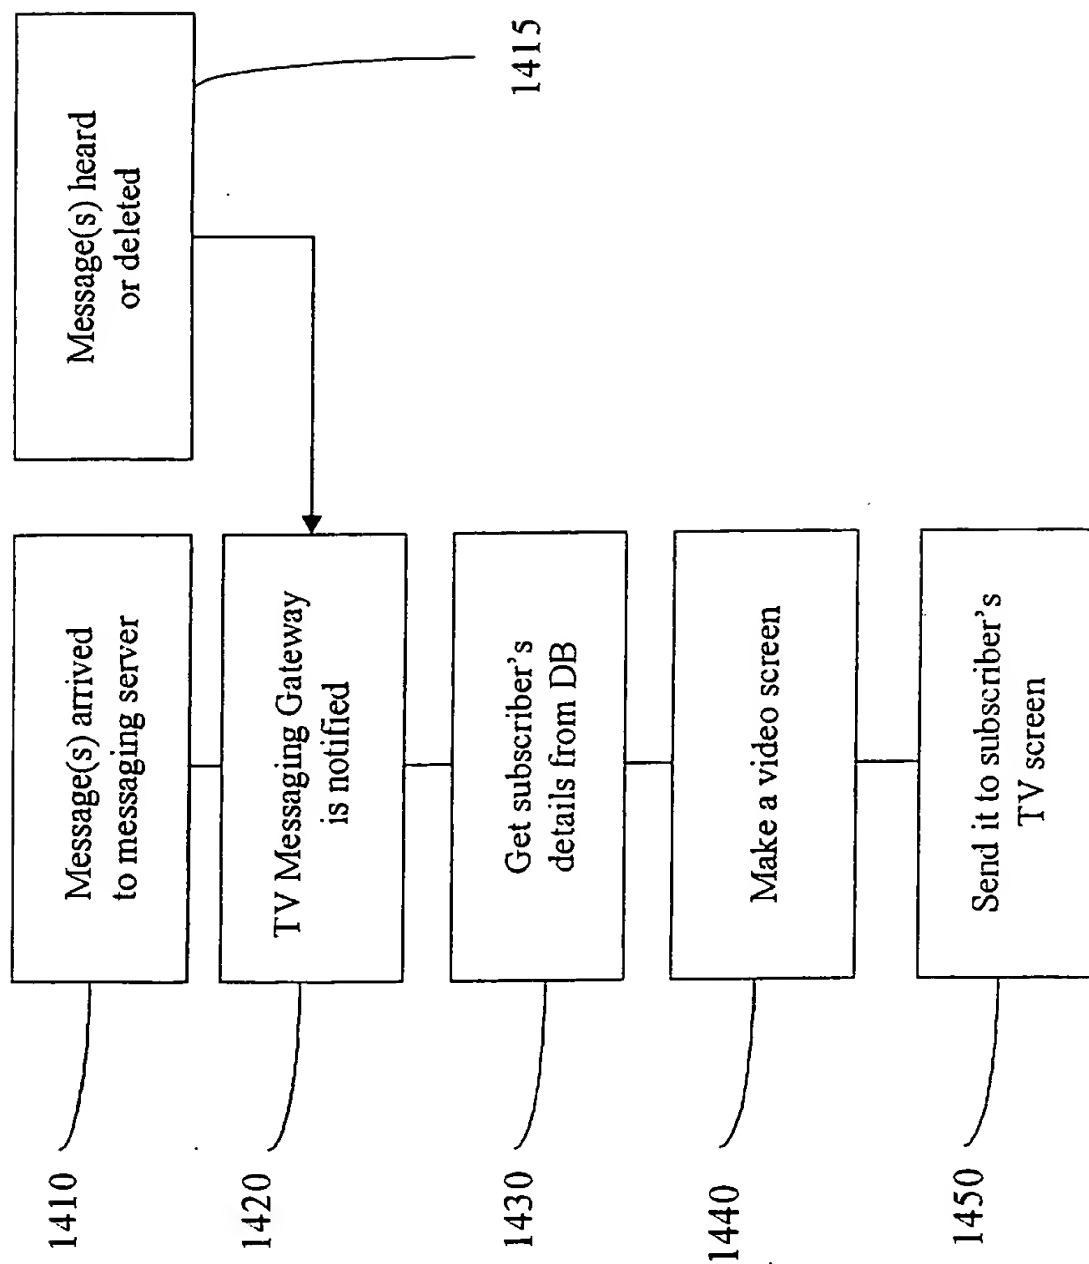 1410
Message(s) arrived
to messaging server
Message(s) heard
or deleted
1415
1420
TV Messaging Gateway
is notified
1430
Get subscriber's
details from DB
1440
Make a video screen
1450
Send it to subscriber's
TV screen